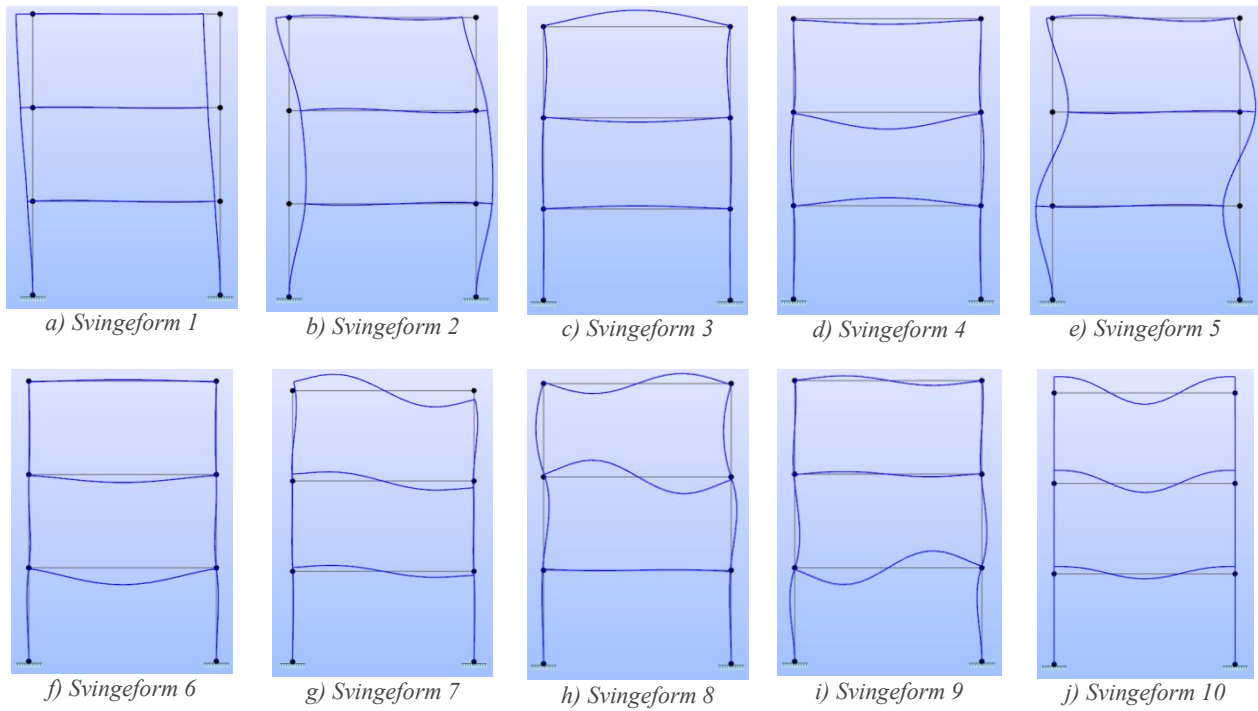 a) Svingeform 1
b) Svingeform 2
c) Svingeform 3
d) Svingeform 4
e) Svingeform 5
f) Svingeform 6
g) Svingeform 7
h) Svingeform 8
i) Svingeform 9
j) Svingeform 10